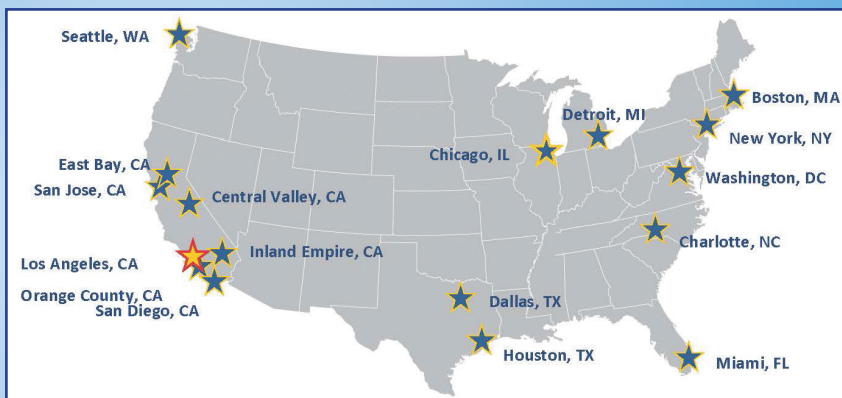 Seattle, WA
Boston, MA
Detroit, MI
New York, NY
Chicago, IL
East Bay, CA
Washington, DC
San Jose, CA
Central Valley, CA
Charlotte, NC
Inland Empire, CA
Los Angeles, CA
Orange County, CA
Dallas, TX
San Diego, CA
Houston, TX
Miami, FL